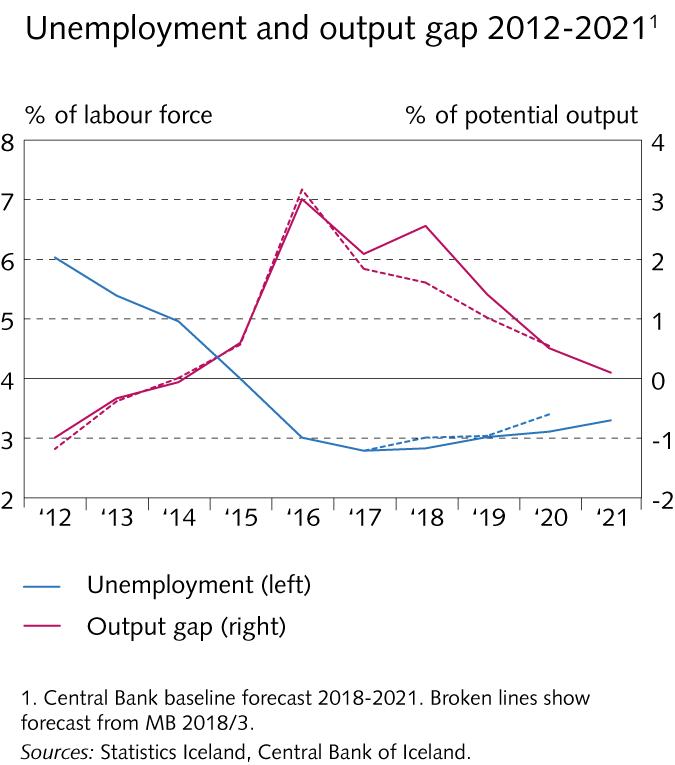 Unemployment and output gap 2012-2021¹
% of labour force % of potential output
8 4
7 3
6 2
5 1
4 0
3 -1
2 -2
‘12 ‘13 ‘14 ‘15 ‘16 ‘17 ‘18 ‘19 ‘20 ‘21
Unemployment (left)
Output gap (right)
1. Central Bank baseline forecast 2018-2021. Broken lines show
forecast from MB 2018/3.
Sources: Statistics Iceland, Central Bank of Iceland.